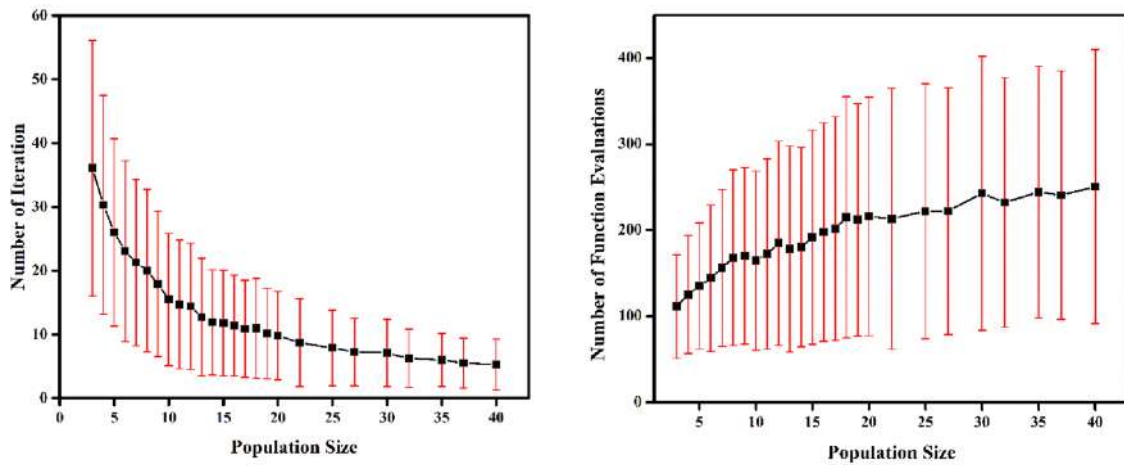 60
50
40
30
20
10
0
Number of Iteration
0 5 10 15 20 25 30 35 40
Population Size
400
300
200
100
0
Number of Function Evaluations
5 10 15 20 25 30 35 40
Population Size